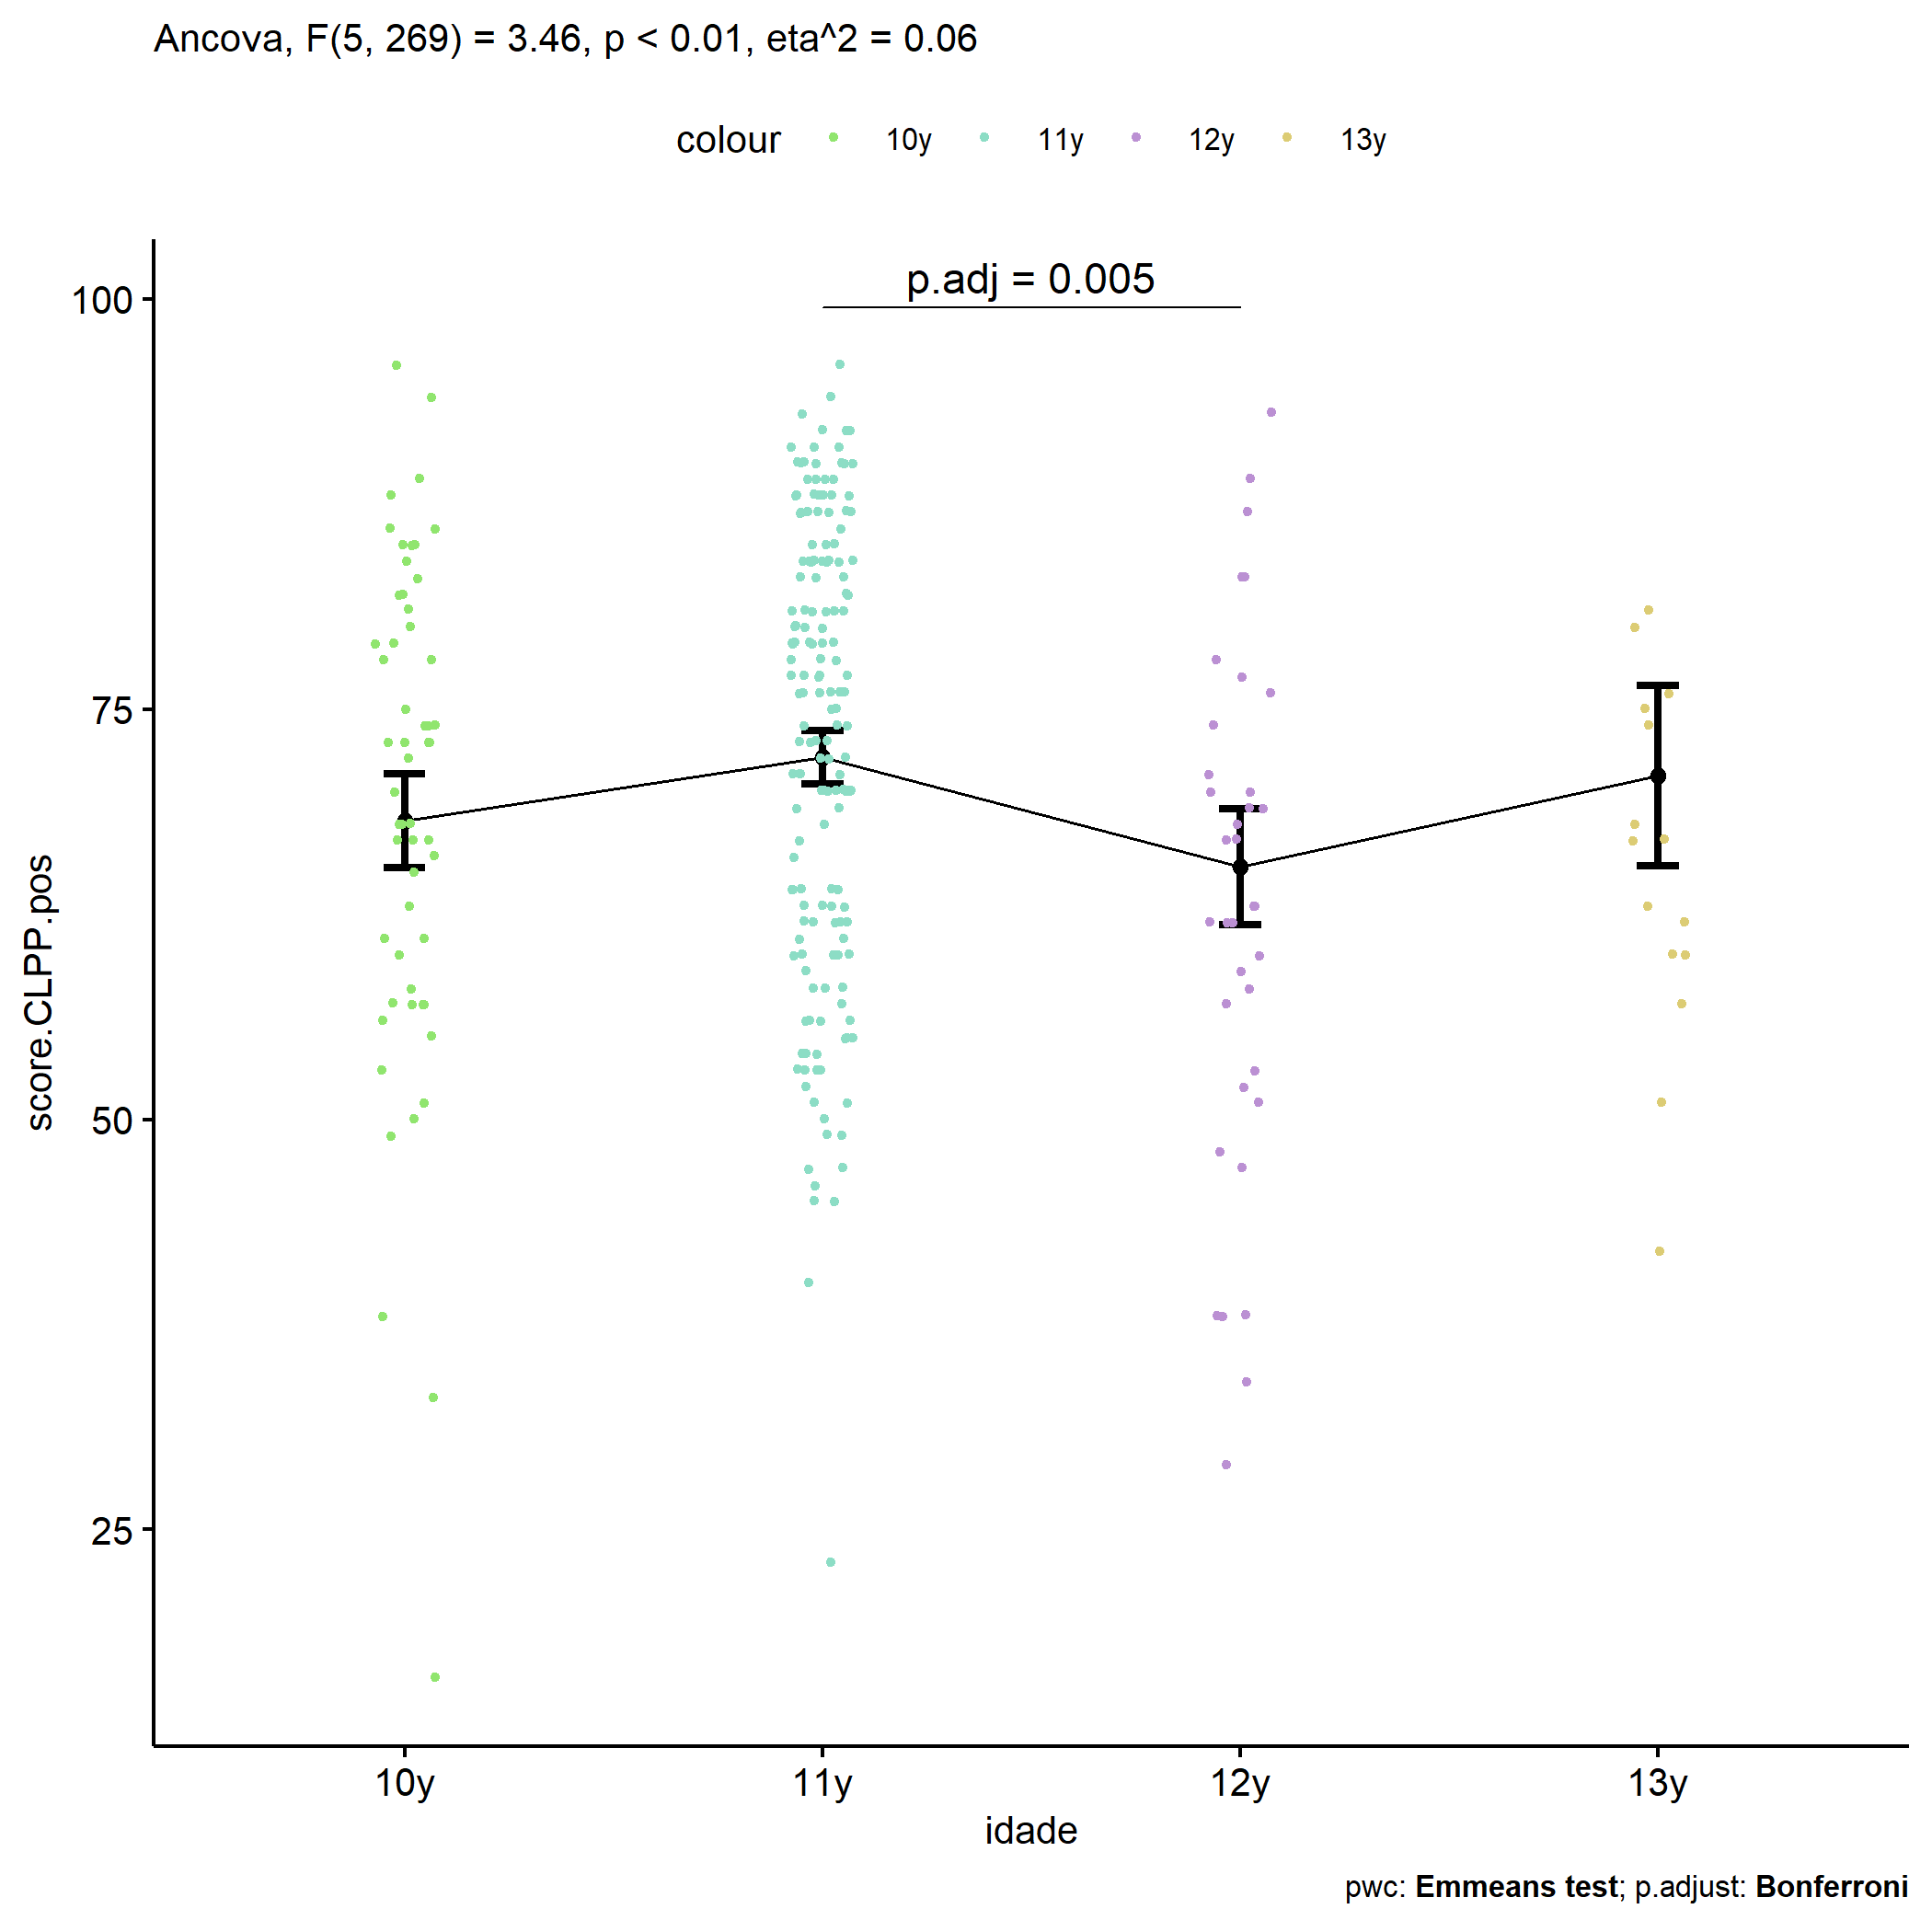 Ancova, F(5, 269) = 3.46, p < 0.01, eta^2 = 0.06
colour 10y 11y 12y 13y
p.adj = 0.005
100
75
50
25
score.CLPP.pos
10y 11y 12y 13y
idade
pwc: Emmeans test; p.adjust: Bonferroni